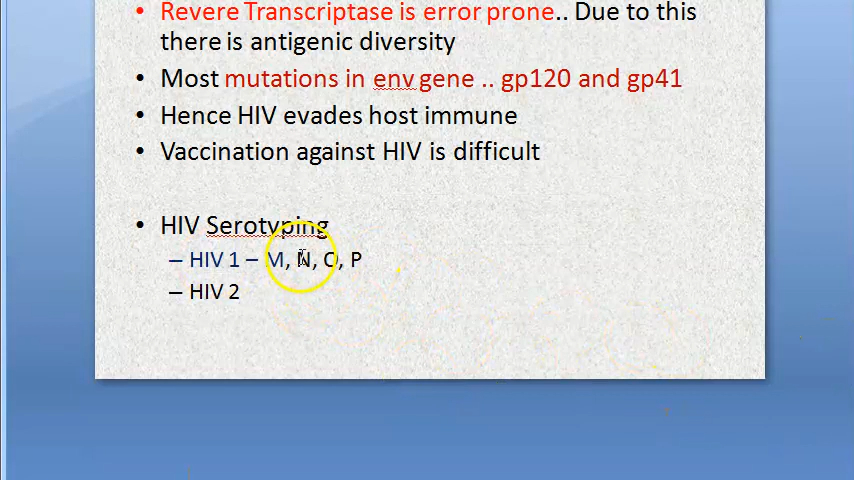 • Revere Transcriptase is error prone.. Due to this
there is antigenic diversity
• Most mutations in env gene .. gp120 and gp41
• Hence HIV evades host immune
• Vaccination against HIV is difficult
• HIV Serotyping
– HIV 1 – M, N, O, P
– HIV 2